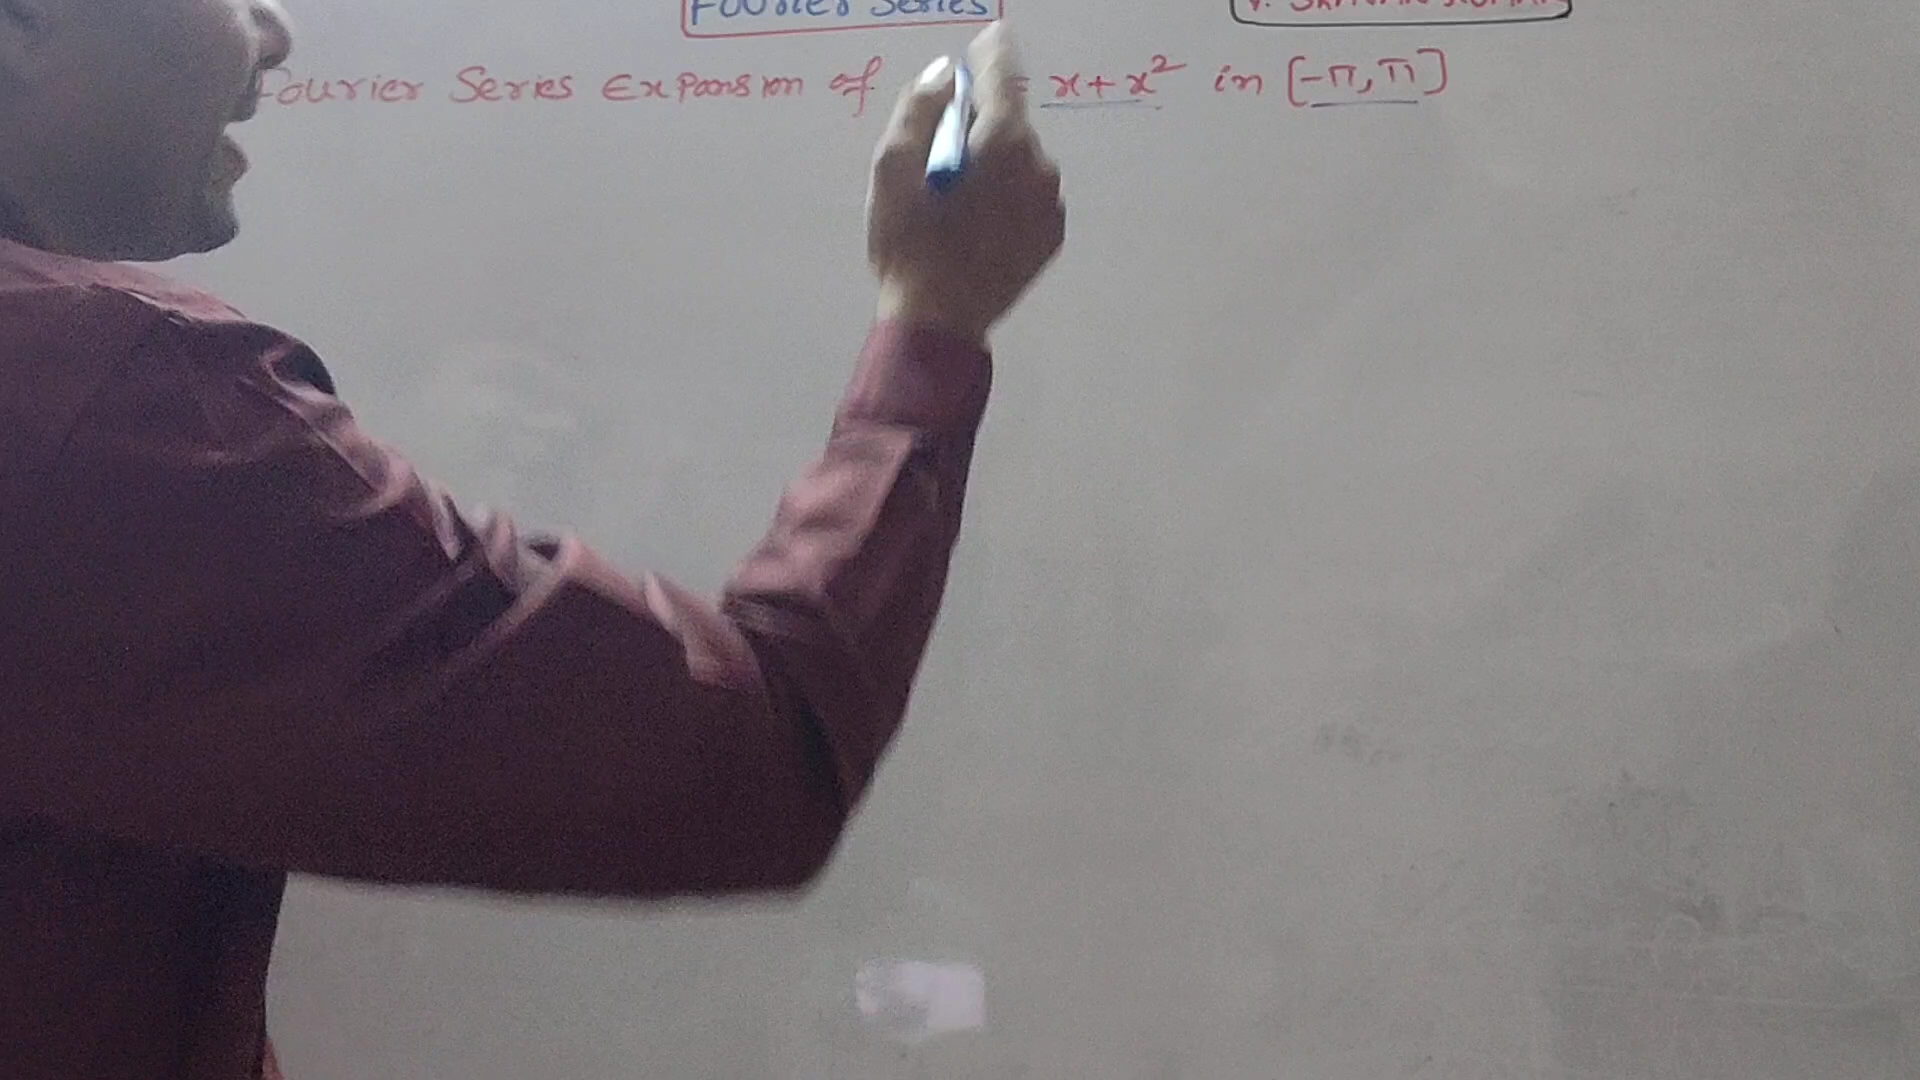 Fourier Series
Fourier Series Expansion of = x + x² in [-π, π]